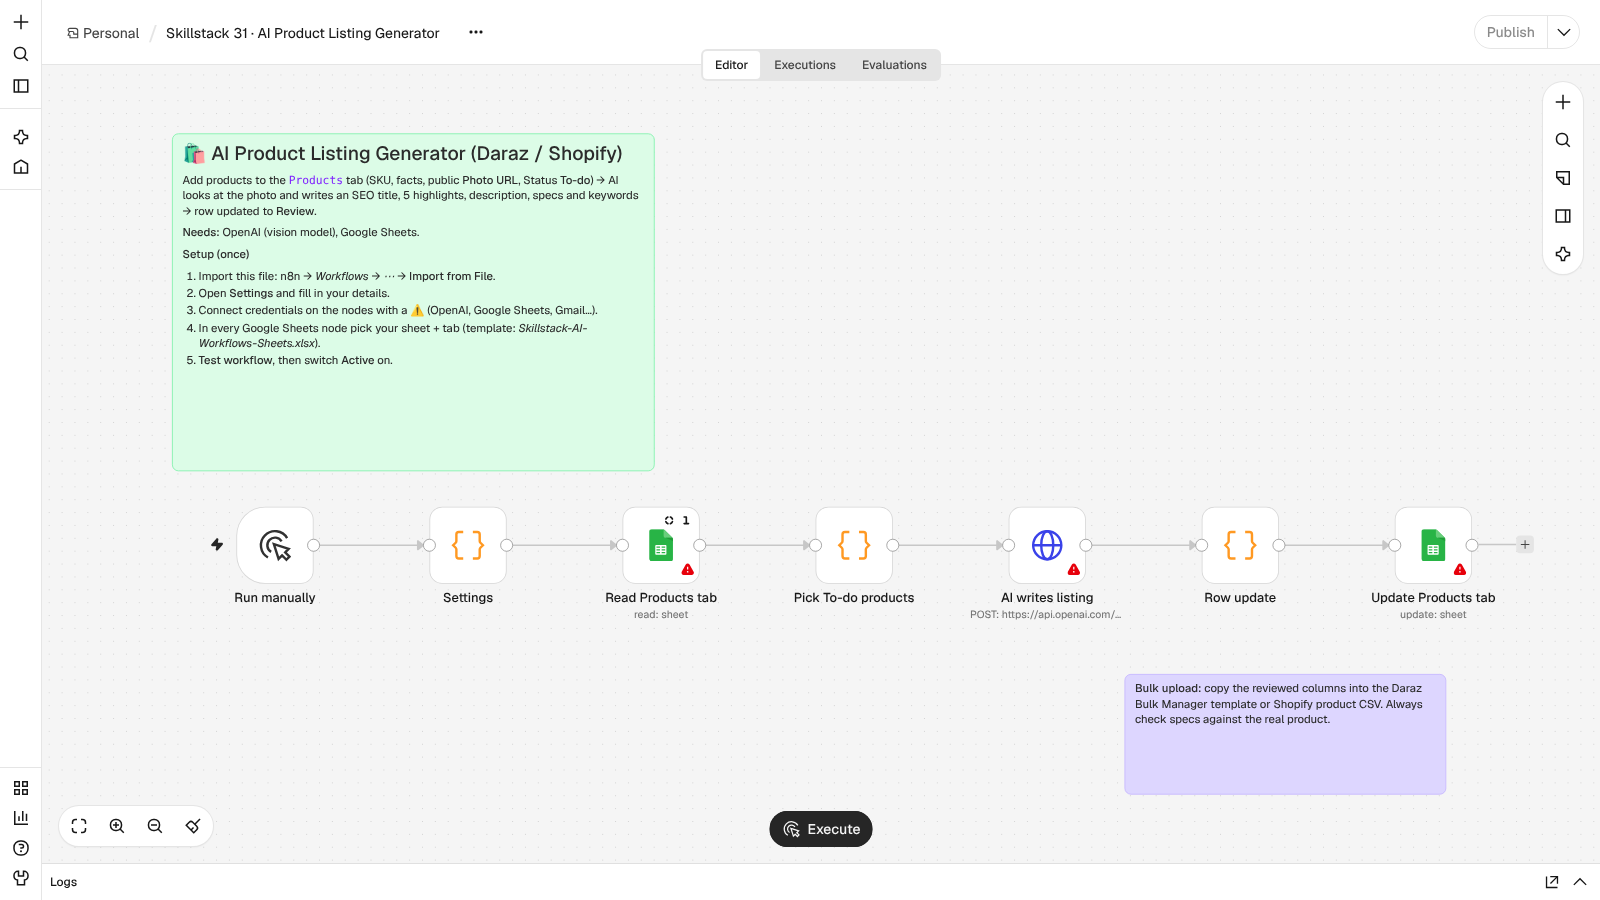 Personal / Skillstack 31 · AI Product Listing Generator ···
Publish
Editor Executions Evaluations
🛍️ AI Product Listing Generator (Daraz / Shopify)
Add products to the Products tab (SKU, facts, public Photo URL, Status To-do) → AI
looks at the photo and writes an SEO title, 5 highlights, description, specs and keywords
→ row updated to Review.
Needs: OpenAI (vision model), Google Sheets.
Setup (once)
1. Import this file: n8n → Workflows → ⋯ → Import from File.
2. Open Settings and fill in your details.
3. Connect credentials on the nodes with a ⚠️ (OpenAI, Google Sheets, Gmail…).
4. In every Google Sheets node pick your sheet + tab (template: Skillstack-AI-
Workflows-Sheets.xlsx).
5. Test workflow, then switch Active on.
1
Run manually
Settings
Read Products tab
read: sheet
Pick To-do products
AI writes listing
POST: https://api.openai.com/...
Row update
Update Products tab
update: sheet
Bulk upload: copy the reviewed columns into the Daraz
Bulk Manager template or Shopify product CSV. Always
check specs against the real product.
Execute
Logs